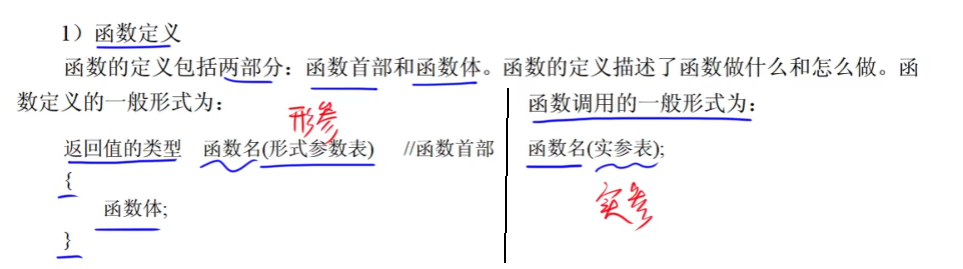 1）函数定义
函数的定义包括两部分：函数首部和函数体。函数的定义描述了函数做什么和怎么做。函
数定义的一般形式为：
形参
返回值的类型 函数名(形式参数表) //函数首部
{
函数体;
}
函数调用的一般形式为：
函数名(实参表);
实参